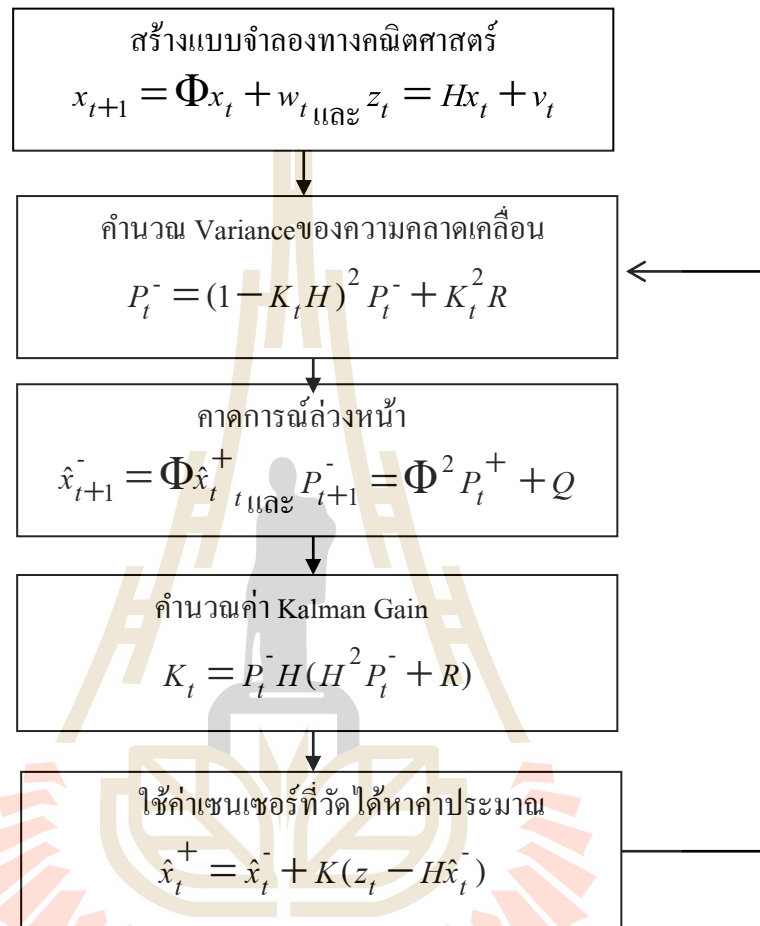 สร้างแบบจำลองทางคณิตศาสตร์
x_{t+1} = Φx_t + w_t และ z_t = Hx_t + v_t
คำนวณ Varianceของความคลาดเคลื่อน
P_t^- = (1 − K_t H)^2 P_t^- + K_t^2 R
คาดการณ์ล่วงหน้า
x̂_{t+1}^- = Φx̂_t^+ _t และ P_{t+1}^- = Φ^2 P_t^+ + Q
คำนวณค่า Kalman Gain
K_t = P_t^- H(H^2 P_t^- + R)
ใช้ค่าเซนเซอร์ที่วัดได้หาค่าประมาณ
x̂_t^+ = x̂_t^- + K(z_t − Hx̂_t^-)